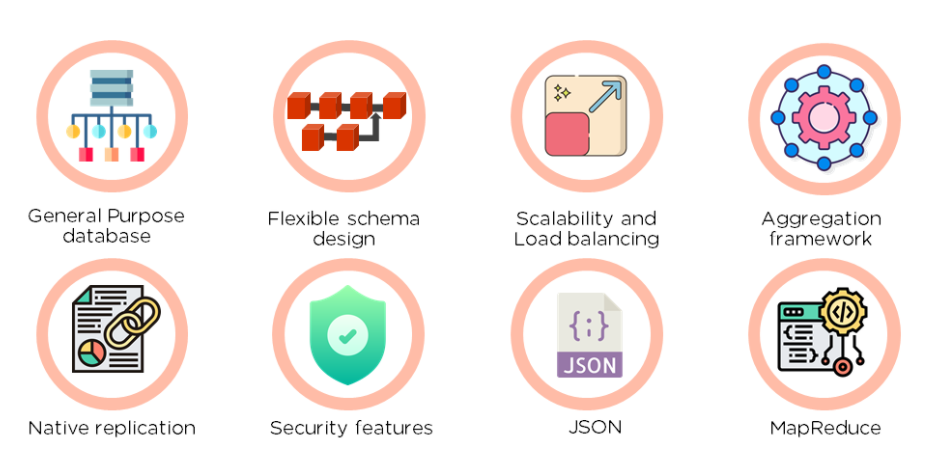 General Purpose
database
Flexible schema
design
Scalability and
Load balancing
Aggregation
framework
Native replication
Security features
{;}
JSON
JSON
</>
{
}
MapReduce